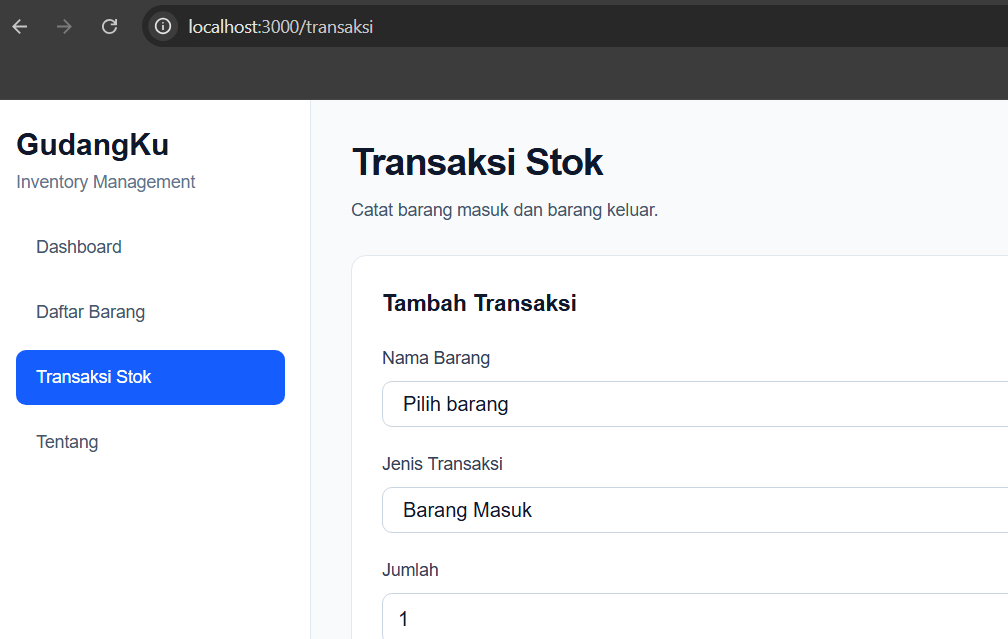 localhost:3000/transaksi
GudangKu
Inventory Management
Dashboard
Daftar Barang
Transaksi Stok
Tentang
Transaksi Stok
Catat barang masuk dan barang keluar.
Tambah Transaksi
Nama Barang
Pilih barang
Jenis Transaksi
Barang Masuk
Jumlah
1